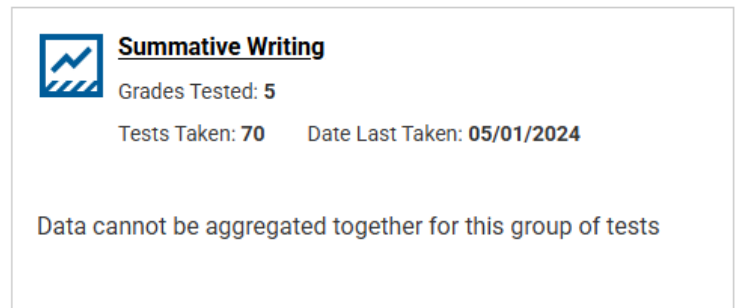 Summative Writing
Grades Tested: 5
Tests Taken: 70 Date Last Taken: 05/01/2024
Data cannot be aggregated together for this group of tests